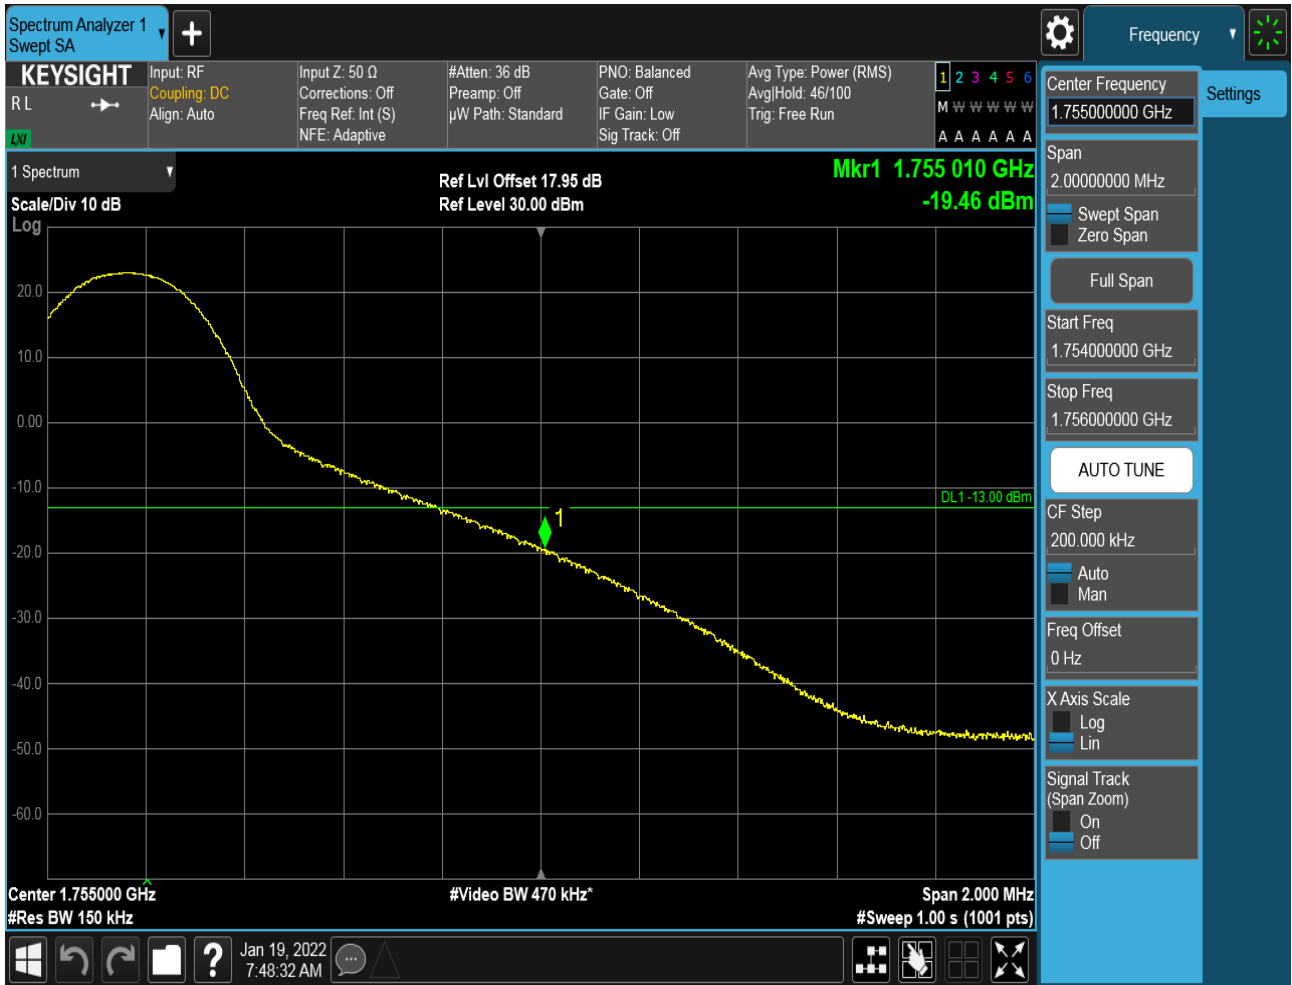 Spectrum Analyzer 1
Swept SA
+
Frequency
KEYSIGHT
R L
LXI
Input: RF
Coupling: DC
Align: Auto
Input Z: 50 Ω
Corrections: Off
Freq Ref: Int (S)
NFE: Adaptive
#Atten: 36 dB
Preamp: Off
µW Path: Standard
PNO: Balanced
Gate: Off
IF Gain: Low
Sig Track: Off
Avg Type: Power (RMS)
Avg|Hold: 46/100
Trig: Free Run
1 2 3 4 5 6
M W W W W W
A A A A A A
1 Spectrum
Scale/Div 10 dB
Log
Ref Lvl Offset 17.95 dB
Ref Level 30.00 dBm
Mkr1 1.755 010 GHz
-19.46 dBm
20.0
10.0
0.00
-10.0
-20.0
-30.0
-40.0
-50.0
-60.0
DL1 -13.00 dBm
1
Center 1.755000 GHz
#Res BW 150 kHz
#Video BW 470 kHz*
Span 2.000 MHz
#Sweep 1.00 s (1001 pts)
Center Frequency
1.755000000 GHz
Settings
Span
2.00000000 MHz
Swept Span
Zero Span
Full Span
Start Freq
1.754000000 GHz
Stop Freq
1.756000000 GHz
AUTO TUNE
CF Step
200.000 kHz
Auto
Man
Freq Offset
0 Hz
X Axis Scale
Log
Lin
Signal Track
(Span Zoom)
On
Off
?
Jan 19, 2022
7:48:32 AM